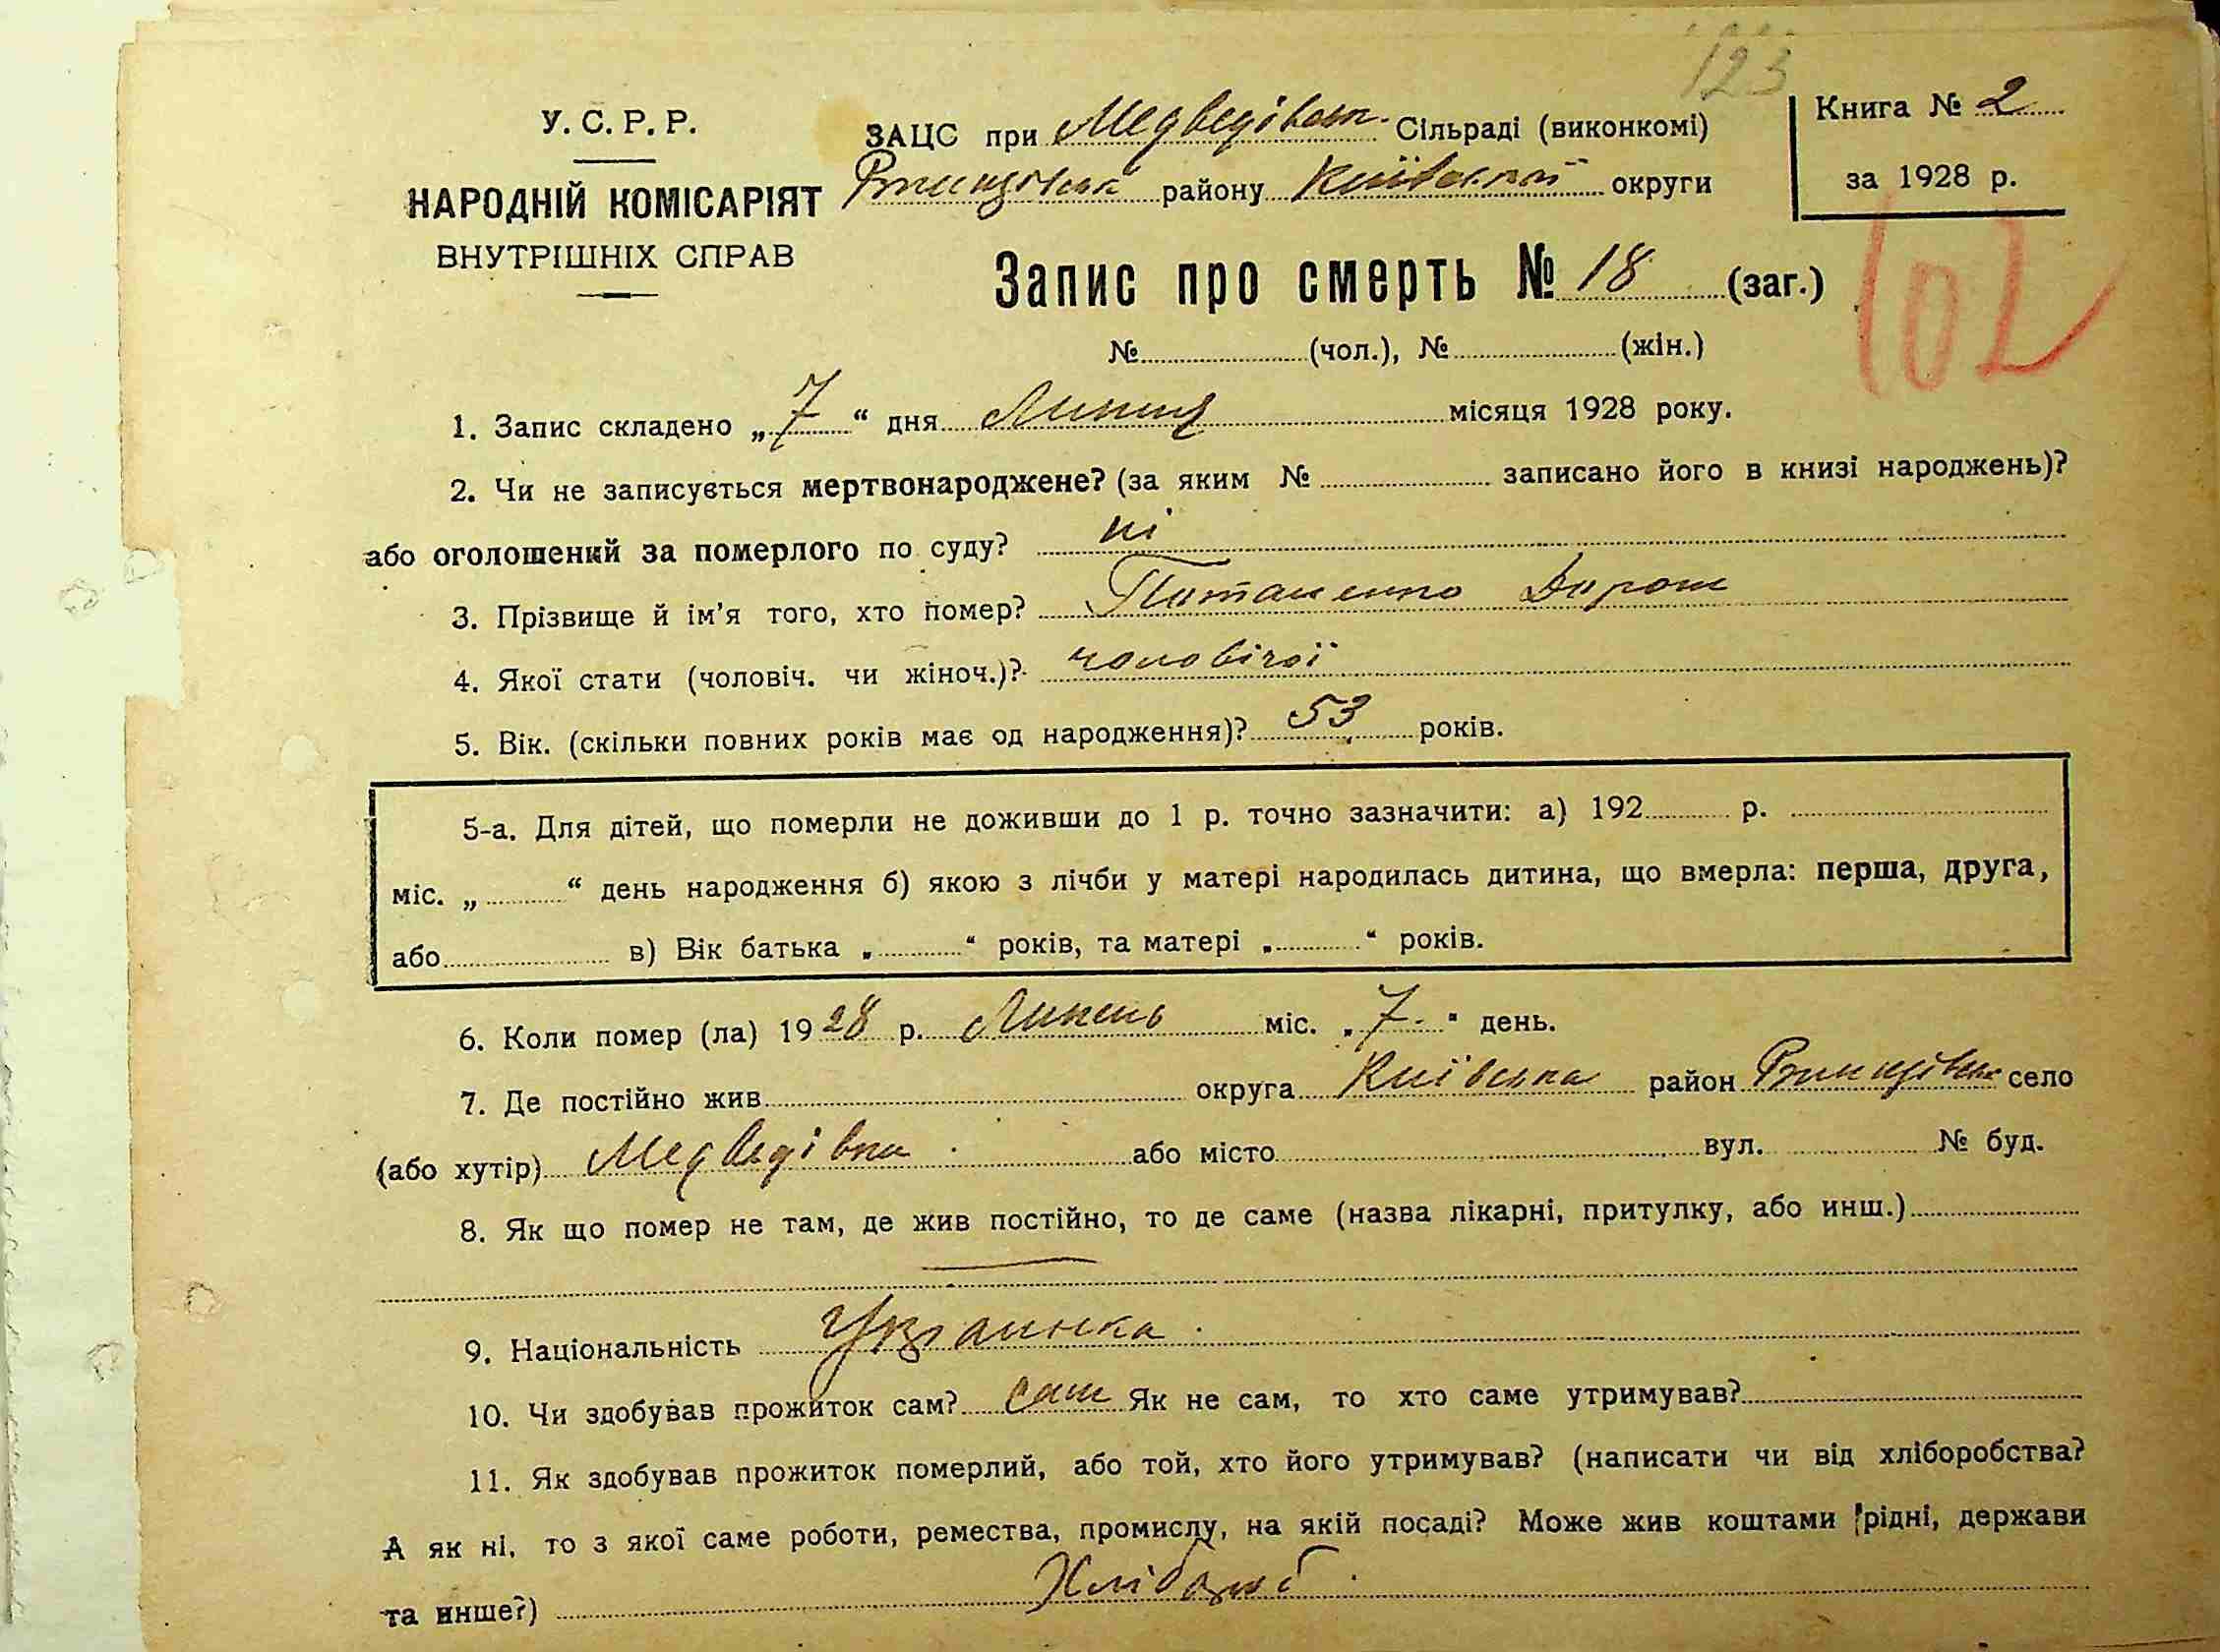 123
У. С. Р. Р.
НАРОДНІЙ КОМІСАРІЯТ
ВНУТРІШНІХ СПРАВ
ЗАЦС при Медведівськ. Сільраді (виконкомі)
Ржищівськ району Київської округи
Книга № 2
за 1928 р.
Запис про смерть № 18 (заг.)
102
№ (чол.), № (жін.)
1. Запис складено „ 7 “ дня Липня місяця 1928 року.
2. Чи не записується мертвонароджене? (за яким № записано його в книзі народжень)?
або оголошений за померлого по суду? ні
3. Прізвище й ім’я того, хто помер? Дорош
4. Якої стати (чоловіч. чи жіноч.)? чоловічої
5. Вік. (скільки повних років має од народження)? 53 років.
5-а. Для дітей, що померли не доживши до 1 р. точно зазначити: а) 192 р.
міс. „ “ день народження б) якою з лічби у матері народилась дитина, що вмерла: перша, друга,
або в) Вік батька „ “ років, та матері „ “ років.
6. Коли помер (ла) 1928 р. Липень міс. „ 7 “ день.
7. Де постійно жив округа Київська район Ржищівськ село
(або хутір) Медведівка або місто вул. № буд.
8. Як що помер не там, де жив постійно, то де саме (назва лікарні, притулку, або инш.)
9. Національність Українка
10. Чи здобував прожиток сам? Сам Як не сам, то хто саме утримував?
11. Як здобував прожиток померлий, або той, хто його утримував? (написати чи від хліборобства?
А як ні, то з якої саме роботи, ремества, промислу, на якій посаді? Може жив коштами рідні, держави
та инше?)